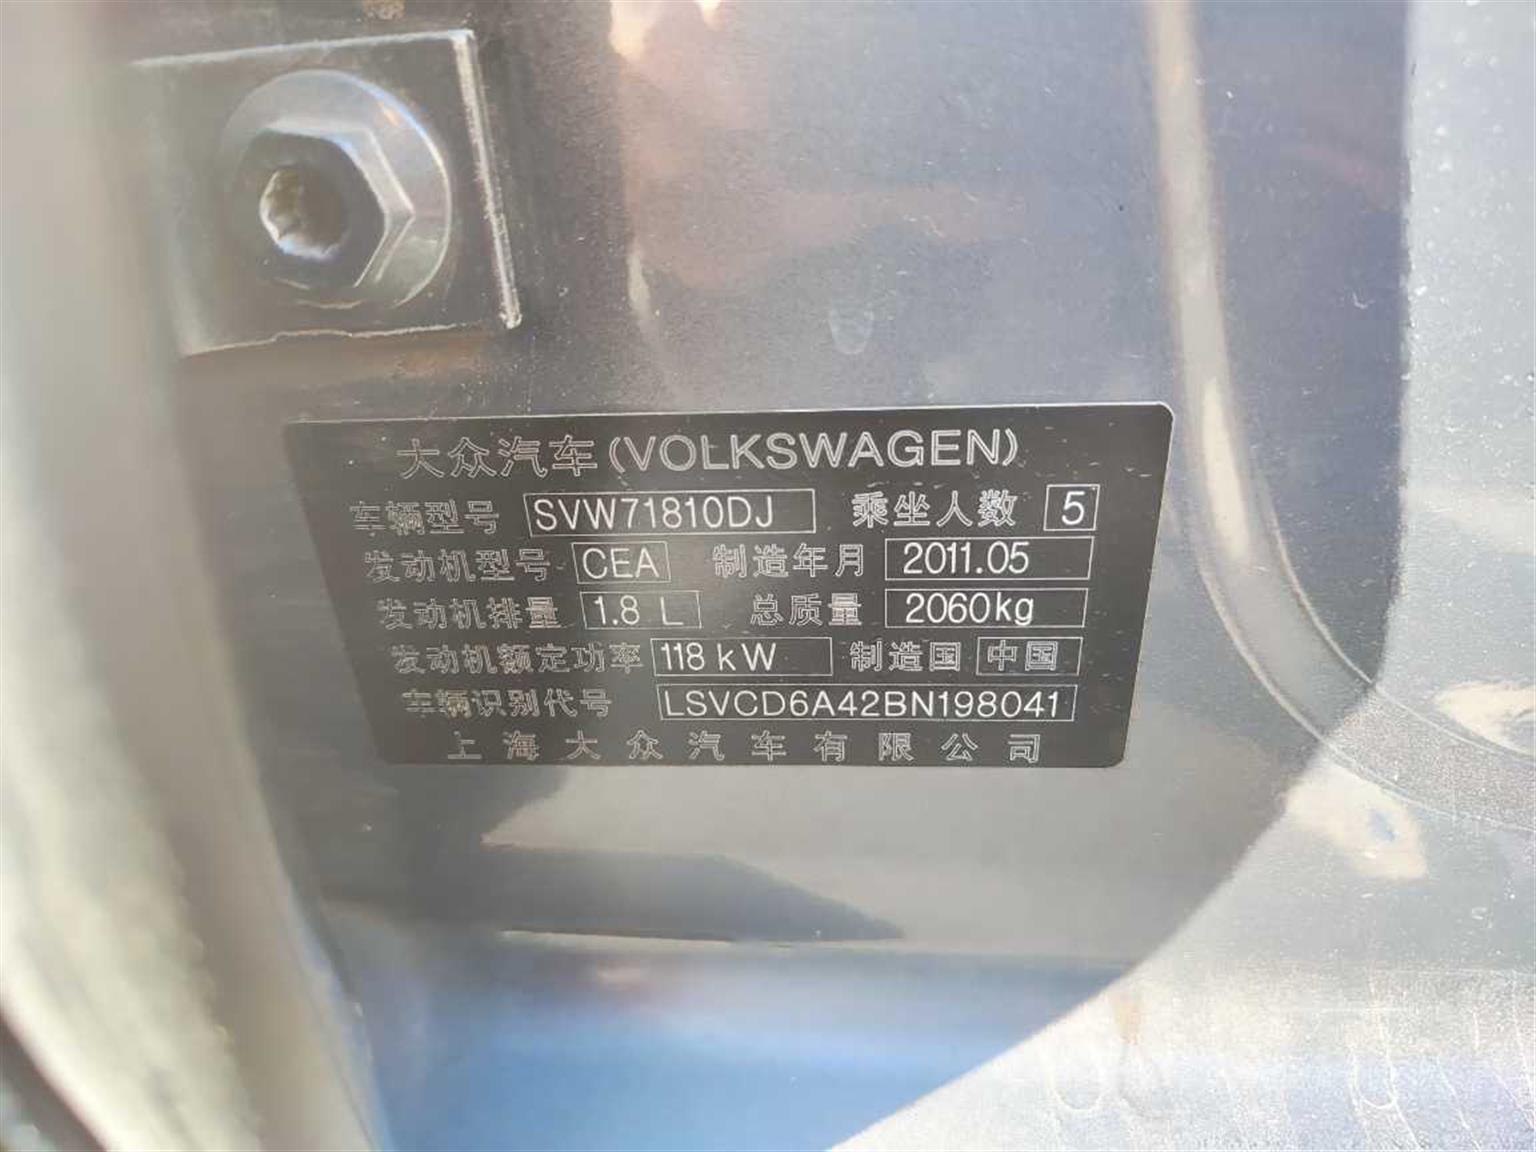 大众汽车(VOLKSWAGEN)
车辆型号 SVW71810DJ 乘坐人数 5
发动机型号 CEA 制造年月 2011.05
发动机排量 1.8 L 总质量 2060kg
发动机额定功率 118kW 制造国 中国
车辆识别代号 LSVCD6A42BN198041
上海大众汽车有限公司